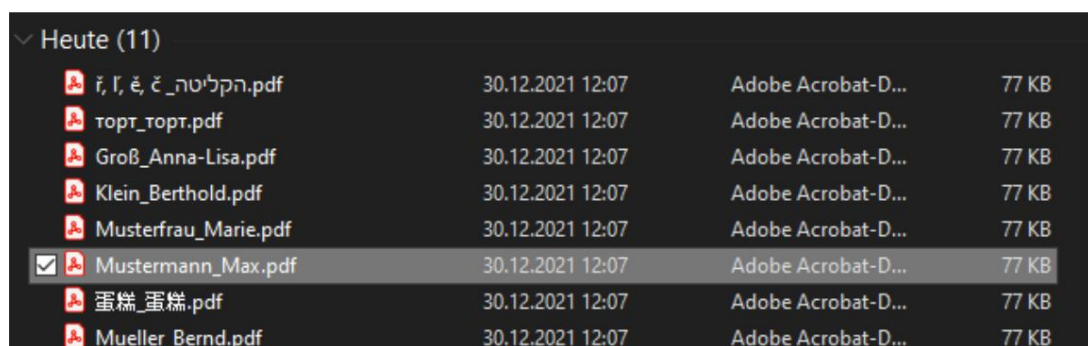 Heute (11)
ř, ľ, ě, č _הקליטה.pdf 30.12.2021 12:07 Adobe Acrobat-D... 77 KB
торт_торт.pdf 30.12.2021 12:07 Adobe Acrobat-D... 77 KB
Groß_Anna-Lisa.pdf 30.12.2021 12:07 Adobe Acrobat-D... 77 KB
Klein_Berthold.pdf 30.12.2021 12:07 Adobe Acrobat-D... 77 KB
Musterfrau_Marie.pdf 30.12.2021 12:07 Adobe Acrobat-D... 77 KB
Mustermann_Max.pdf 30.12.2021 12:07 Adobe Acrobat-D... 77 KB
蛋糕_蛋糕.pdf 30.12.2021 12:07 Adobe Acrobat-D... 77 KB
Mueller_Bernd.pdf 30.12.2021 12:07 Adobe Acrobat-D... 77 KB